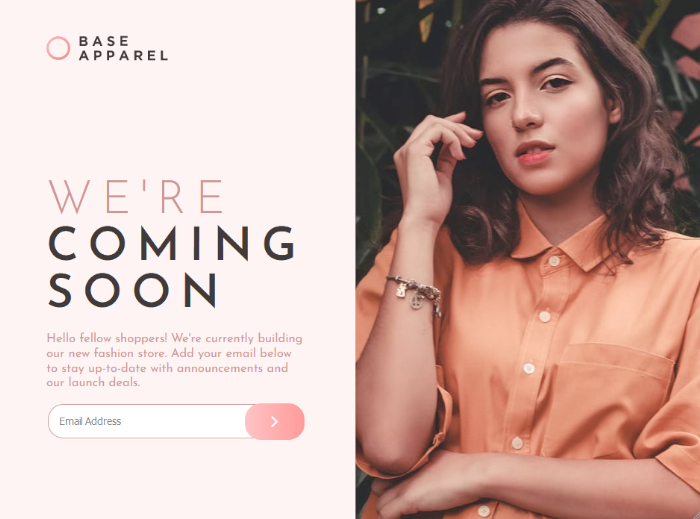 BASE
APPAREL
WE'RE
COMING
SOON
Hello fellow shoppers! We're currently building
our new fashion store. Add your email below
to stay up-to-date with announcements and
our launch deals.
Email Address